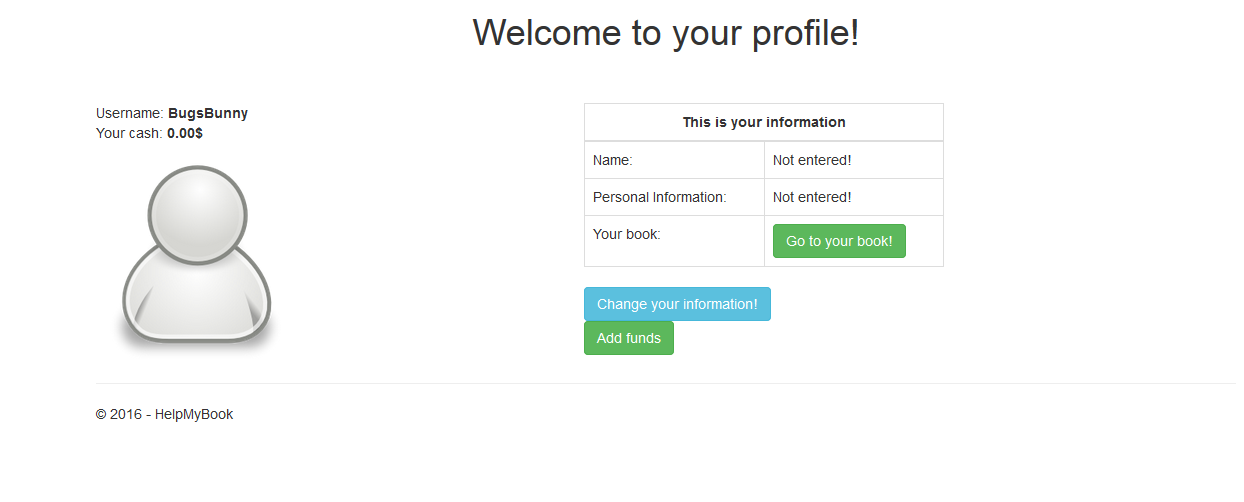 Welcome to your profile!
Username: BugsBunny
Your cash: 0.00$
This is your information
Name: Not entered!
Personal Information: Not entered!
Your book: Go to your book!
Change your information!
Add funds
© 2016 - HelpMyBook